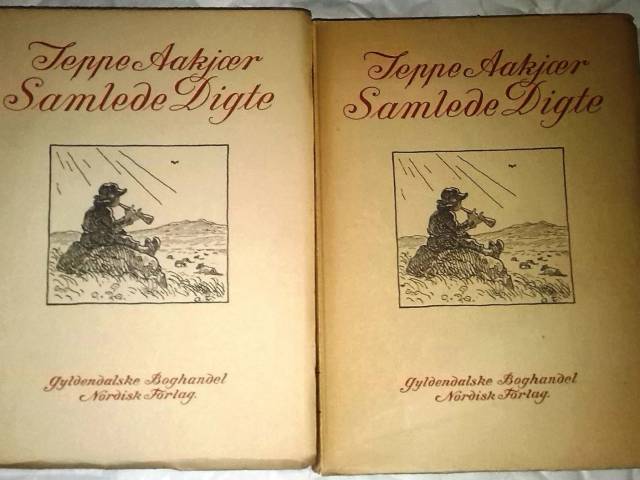 Jeppe Aakjær
Samlede Digte
Gyldendalske Boghandel
Nordisk Forlag.
Jeppe Aakjær
Samlede Digte
Gyldendalske Boghandel
Nordisk Forlag.